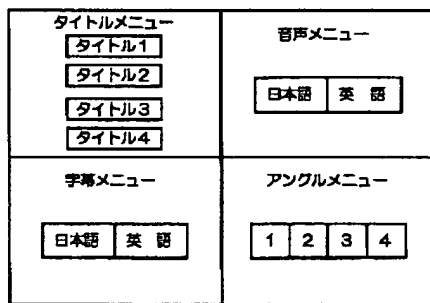 タイトルメニュー
タイトル1
タイトル2
タイトル3
タイトル4
音声メニュー
日本語 英 語
字幕メニュー
日本語 英 語
アングルメニュー
1 2 3 4